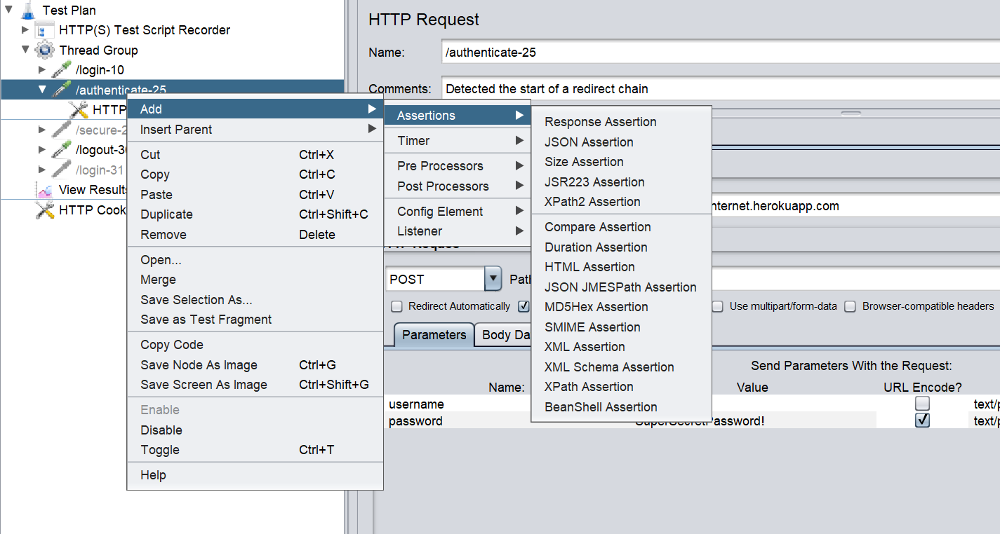 Test Plan
HTTP(S) Test Script Recorder
Thread Group
/login-10
/authenticate-25
HTTP
/secure-2
/logout-30
/login-31
View Results
HTTP Cook
Add
Insert Parent
Cut Ctrl+X
Copy Ctrl+C
Paste Ctrl+V
Duplicate Ctrl+Shift+C
Remove Delete
Open...
Merge
Save Selection As...
Save as Test Fragment
Copy Code
Save Node As Image Ctrl+G
Save Screen As Image Ctrl+Shift+G
Enable
Disable
Toggle Ctrl+T
Help
Assertions
Timer
Pre Processors
Post Processors
Config Element
Listener
Response Assertion
JSON Assertion
Size Assertion
JSR223 Assertion
XPath2 Assertion
Compare Assertion
Duration Assertion
HTML Assertion
JSON JMESPath Assertion
MD5Hex Assertion
SMIME Assertion
XML Assertion
XML Schema Assertion
XPath Assertion
BeanShell Assertion
HTTP Request
Name: /authenticate-25
Comments: Detected the start of a redirect chain
internet.herokuapp.com
POST Path
Redirect Automatically Use multipart/form-data Browser-compatible headers
Parameters Body Da
Send Parameters With the Request:
Name: Value URL Encode?
username text/p
password SuperSecretPassword! text/p